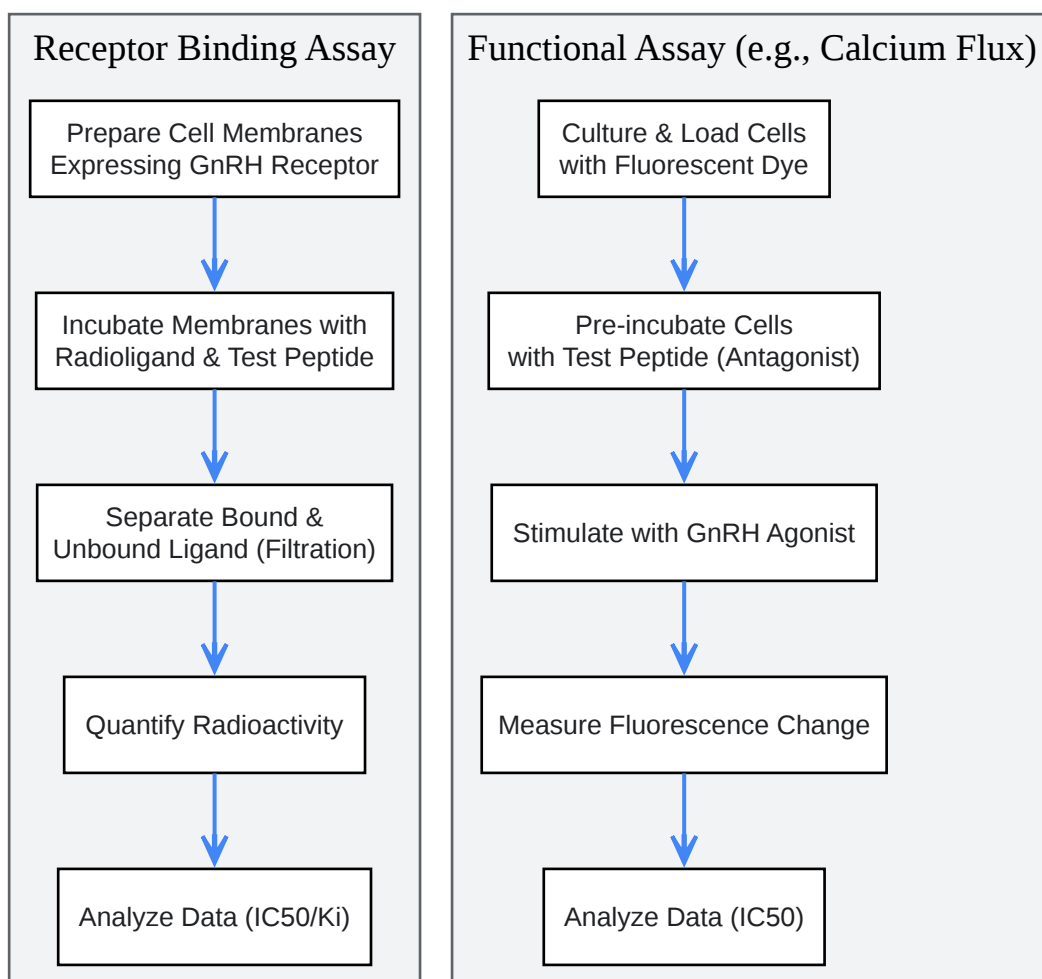 Receptor Binding Assay
Prepare Cell Membranes
Expressing GnRH Receptor
Incubate Membranes with
Radioligand & Test Peptide
Separate Bound &
Unbound Ligand (Filtration)
Quantify Radioactivity
Analyze Data (IC50/Ki)
Functional Assay (e.g., Calcium Flux)
Culture & Load Cells
with Fluorescent Dye
Pre-incubate Cells
with Test Peptide (Antagonist)
Stimulate with GnRH Agonist
Measure Fluorescence Change
Analyze Data (IC50)